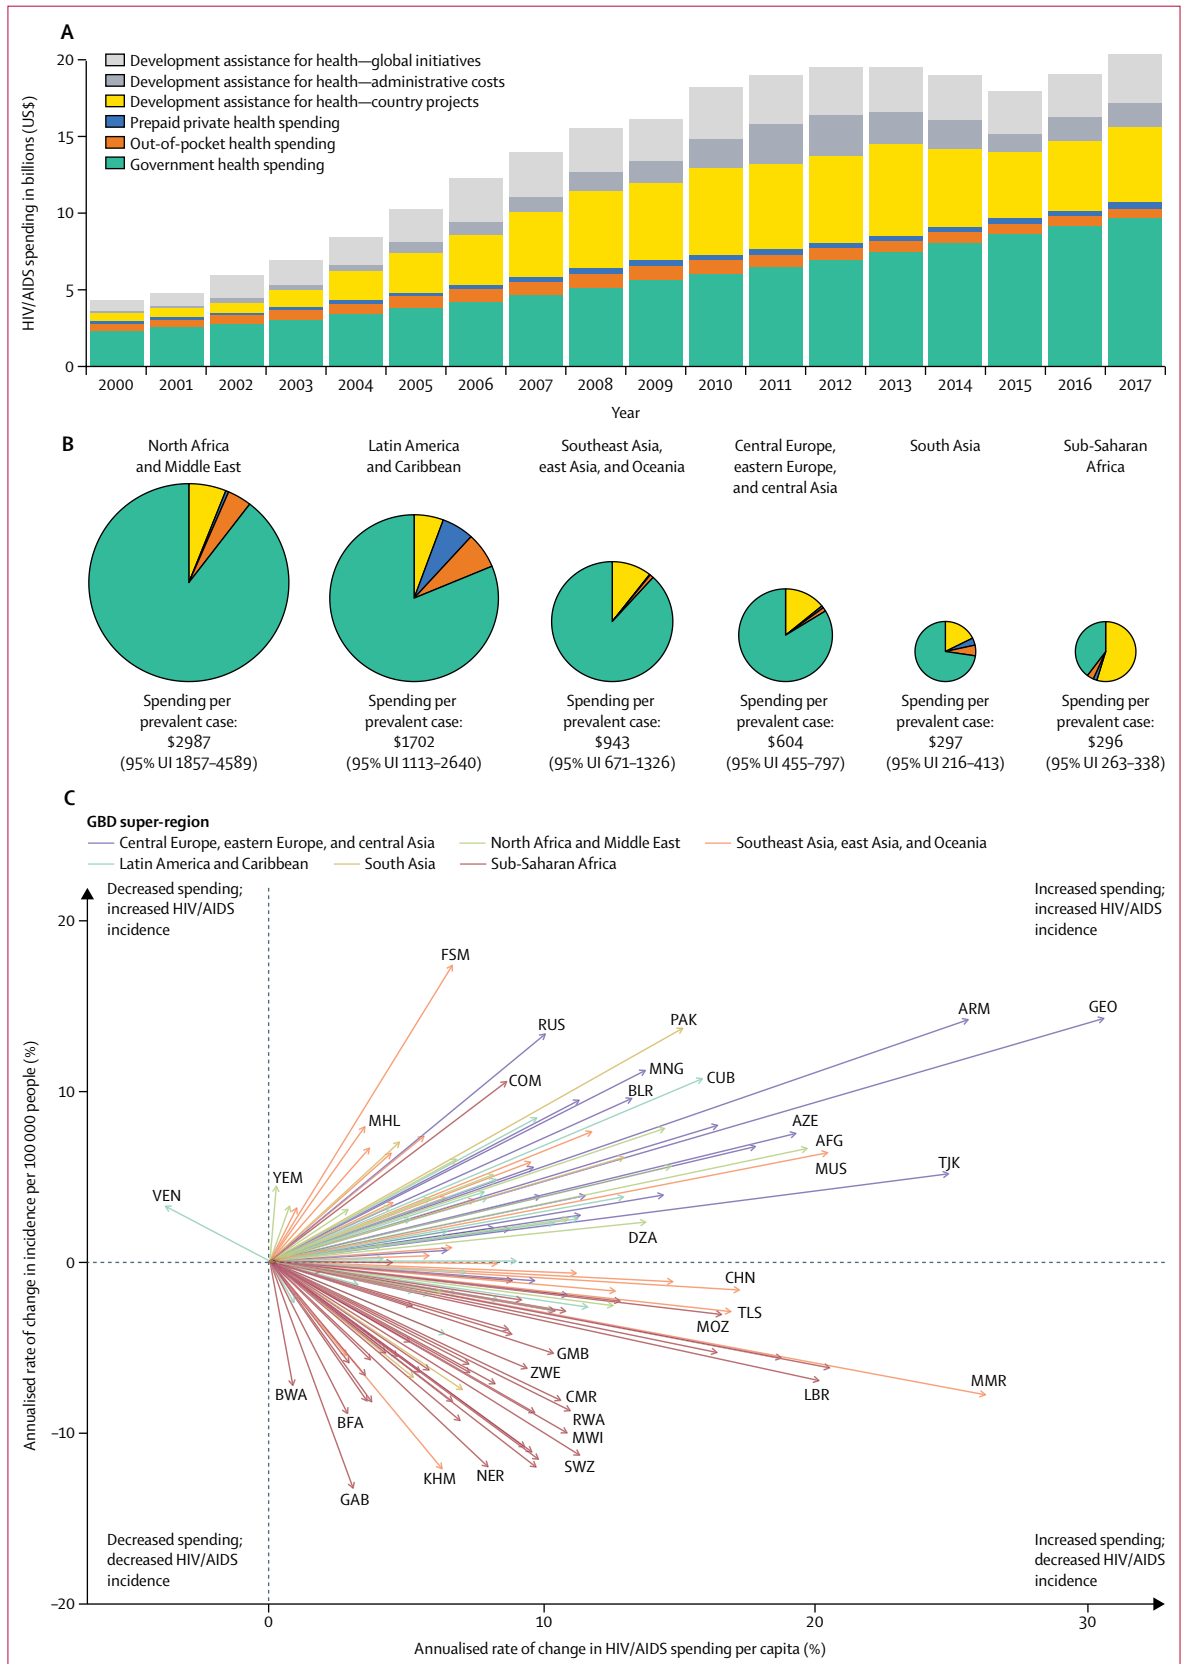 A
HIV/AIDS spending in billions (US$)
20
15
10
5
0
Development assistance for health—global initiatives
Development assistance for health—administrative costs
Development assistance for health—country projects
Prepaid private health spending
Out-of-pocket health spending
Government health spending
2000 2001 2002 2003 2004 2005 2006 2007 2008 2009 2010 2011 2012 2013 2014 2015 2016 2017
Year
B
North Africa
and Middle East
Latin America
and Caribbean
Southeast Asia,
east Asia, and Oceania
Central Europe,
eastern Europe,
and central Asia
South Asia
Sub-Saharan
Africa
Spending per
prevalent case:
$2987
(95% UI 1857–4589)
Spending per
prevalent case:
$1702
(95% UI 1113–2640)
Spending per
prevalent case:
$943
(95% UI 671–1326)
Spending per
prevalent case:
$604
(95% UI 455–797)
Spending per
prevalent case:
$297
(95% UI 216–413)
Spending per
prevalent case:
$296
(95% UI 263–338)
C
GBD super-region
Central Europe, eastern Europe, and central Asia
North Africa and Middle East
Southeast Asia, east Asia, and Oceania
Latin America and Caribbean
South Asia
Sub-Saharan Africa
Decreased spending;
increased HIV/AIDS
incidence
Increased spending;
increased HIV/AIDS
incidence
Annualised rate of change in incidence per 100 000 people (%)
20
10
0
–10
–20
FSM
RUS
PAK
ARM
GEO
COM
MNG
CUB
BLR
MHL
AZE
AFG
MUS
TJK
YEM
VEN
DZA
CHN
TLS
MOZ
GMB
ZWE
MMR
BWA
CMR
LBR
BFA
RWA
MWI
KHM
NER
SWZ
GAB
Decreased spending;
decreased HIV/AIDS
incidence
Increased spending;
decreased HIV/AIDS
incidence
0 10 20 30
Annualised rate of change in HIV/AIDS spending per capita (%)